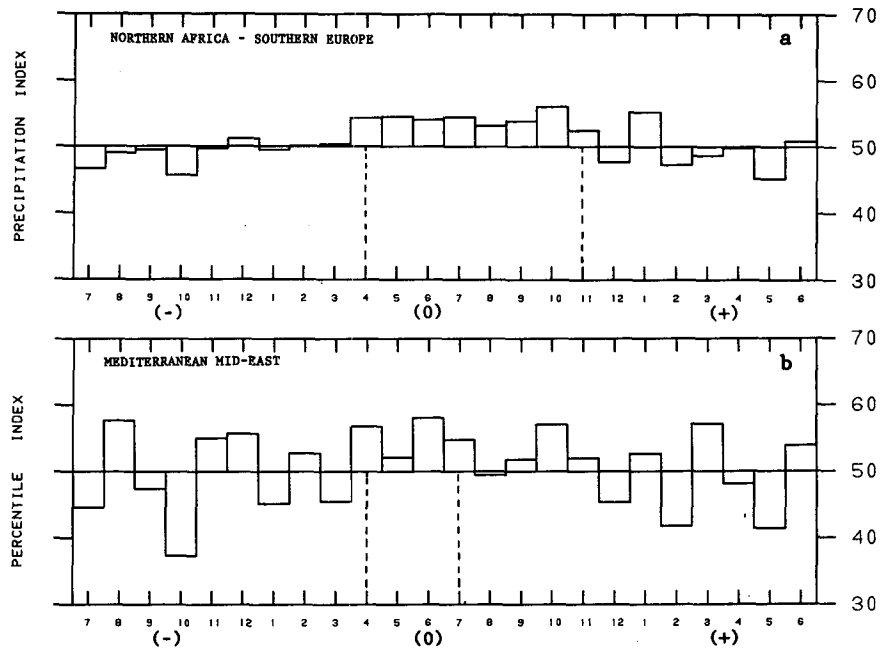 NORTHERN AFRICA - SOUTHERN EUROPE
a
PRECIPITATION INDEX
70
60
50
40
30
7 8 9 10 11 12 1 2 3 4 5 6 7 8 9 10 11 12 1 2 3 4 5 6
(-) (0) (+)
MEDITERRANEAN MID-EAST
b
PERCENTILE INDEX
70
60
50
40
30
7 8 9 10 11 12 1 2 3 4 5 6 7 8 9 10 11 12 1 2 3 4 5 6
(-) (0) (+)